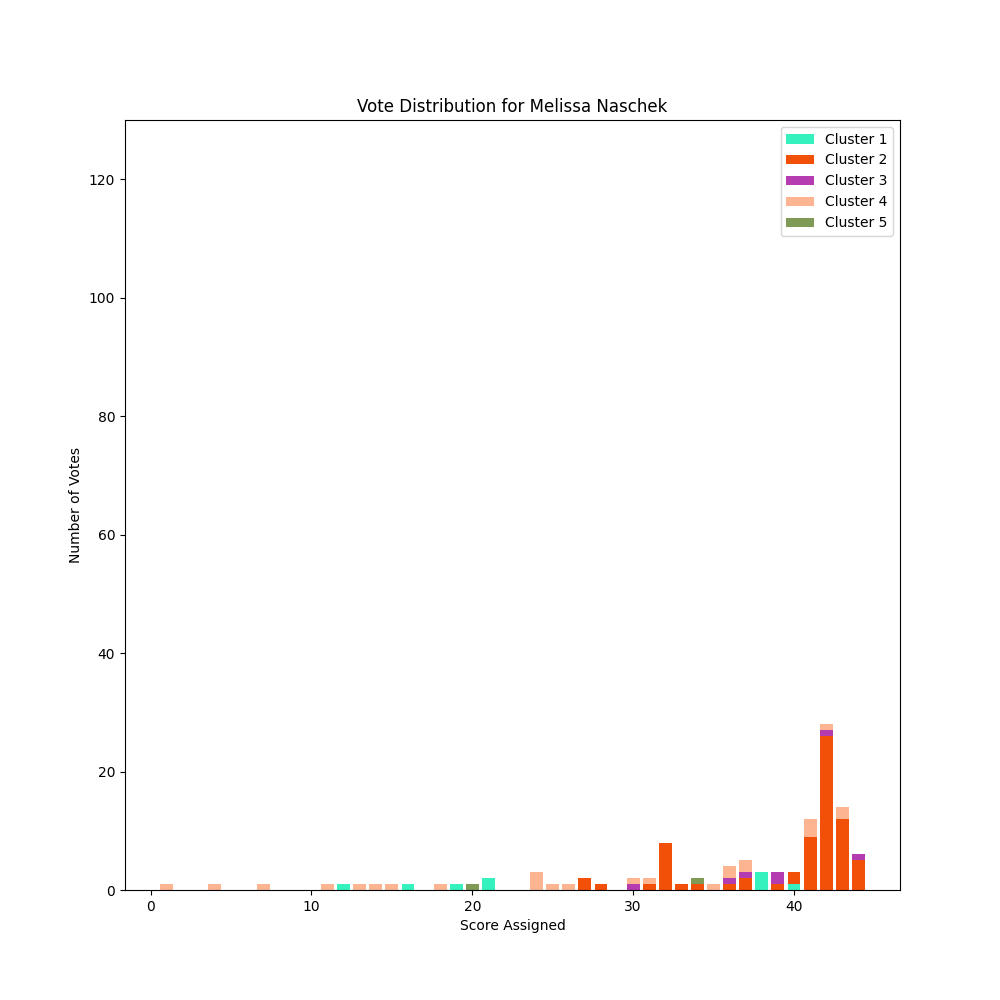 Vote Distribution for Melissa Naschek
Cluster 1
Cluster 2
Cluster 3
Cluster 4
Cluster 5
120
100
80
60
40
20
0
Number of Votes
0 10 20 30 40
Score Assigned